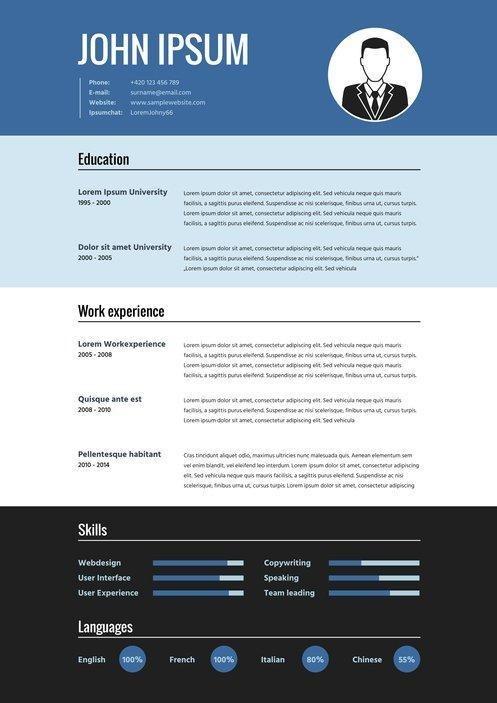 JOHN IPSUM
Phone: +420 123 456 789
E-mail: surname@email.com
Website: www.samplewebsite.com
Ipsumchat: LoremJohny66
Education
Lorem Ipsum University
1995 - 2000
Lorem ipsum dolor sit amet, consectetur adipiscing elit. Sed vehicula neque quis mauris
facilisis, a sagittis purus eleifend. Suspendisse ac nisi scelerisque, finibus urna ut, cursus turpis.
Lorem ipsum dolor sit amet, consectetur adipiscing elit. Sed vehicula neque quis mauris
facilisis, a sagittis purus eleifend. Suspendisse ac nisi scelerisque, finibus urna ut, cursus turpis.
Dolor sit amet University
2000 - 2005
Lorem ipsum dolor sit amet, consectetur adipiscing elit. Sed vehicula neque quis mauris
facilisis, a sagittis purus eleifend. Suspendisse ac nisi scelerisque, finibus urna ut, cursus turpis.“
„Lorem ipsum dolor sit amet, consectetur adipiscing elit. Sed vehicula
Work experience
Lorem Workexperience
2005 - 2008
Lorem ipsum dolor sit amet, consectetur adipiscing elit. Sed vehicula neque quis mauris
facilisis, a sagittis purus eleifend. Suspendisse ac nisi scelerisque, finibus urna ut, cursus turpis.
Lorem ipsum dolor sit amet, consectetur adipiscing elit. Sed vehicula neque quis mauris
facilisis, a sagittis purus eleifend. Suspendisse ac nisi scelerisque, finibus urna ut, cursus turpis.
Quisque ante est
2008 - 2010
Lorem ipsum dolor sit amet, consectetur adipiscing elit. Sed vehicula neque quis mauris
facilisis, a sagittis purus eleifend. Suspendisse ac nisi scelerisque, finibus urna ut, cursus turpis.
Lorem ipsum dolor sit amet, consectetur adipiscing elit. Sed vehicula
Pellentesque habitant
2010 - 2014
Cras tincidunt aliquet odio, maximus ultricies nunc malesuada quis. Aenean elementum sem
vel enim blandit, vel eleifend leo interdum. Lorem ipsum dolor sit amet, consectetur adipiscing
elit. Sed vehicula neque quis mauris facilisis, a sagittis purus eleifend. Suspendisse ac nisi
scelerisque, finibus urna ut, cursus turpis. Lorem ipsum dolor sit amet, consectetur adipiscing
Skills
Webdesign
User Interface
User Experience
Copywriting
Speaking
Team leading
Languages
English 100% French 100% Italian 80% Chinese 55%